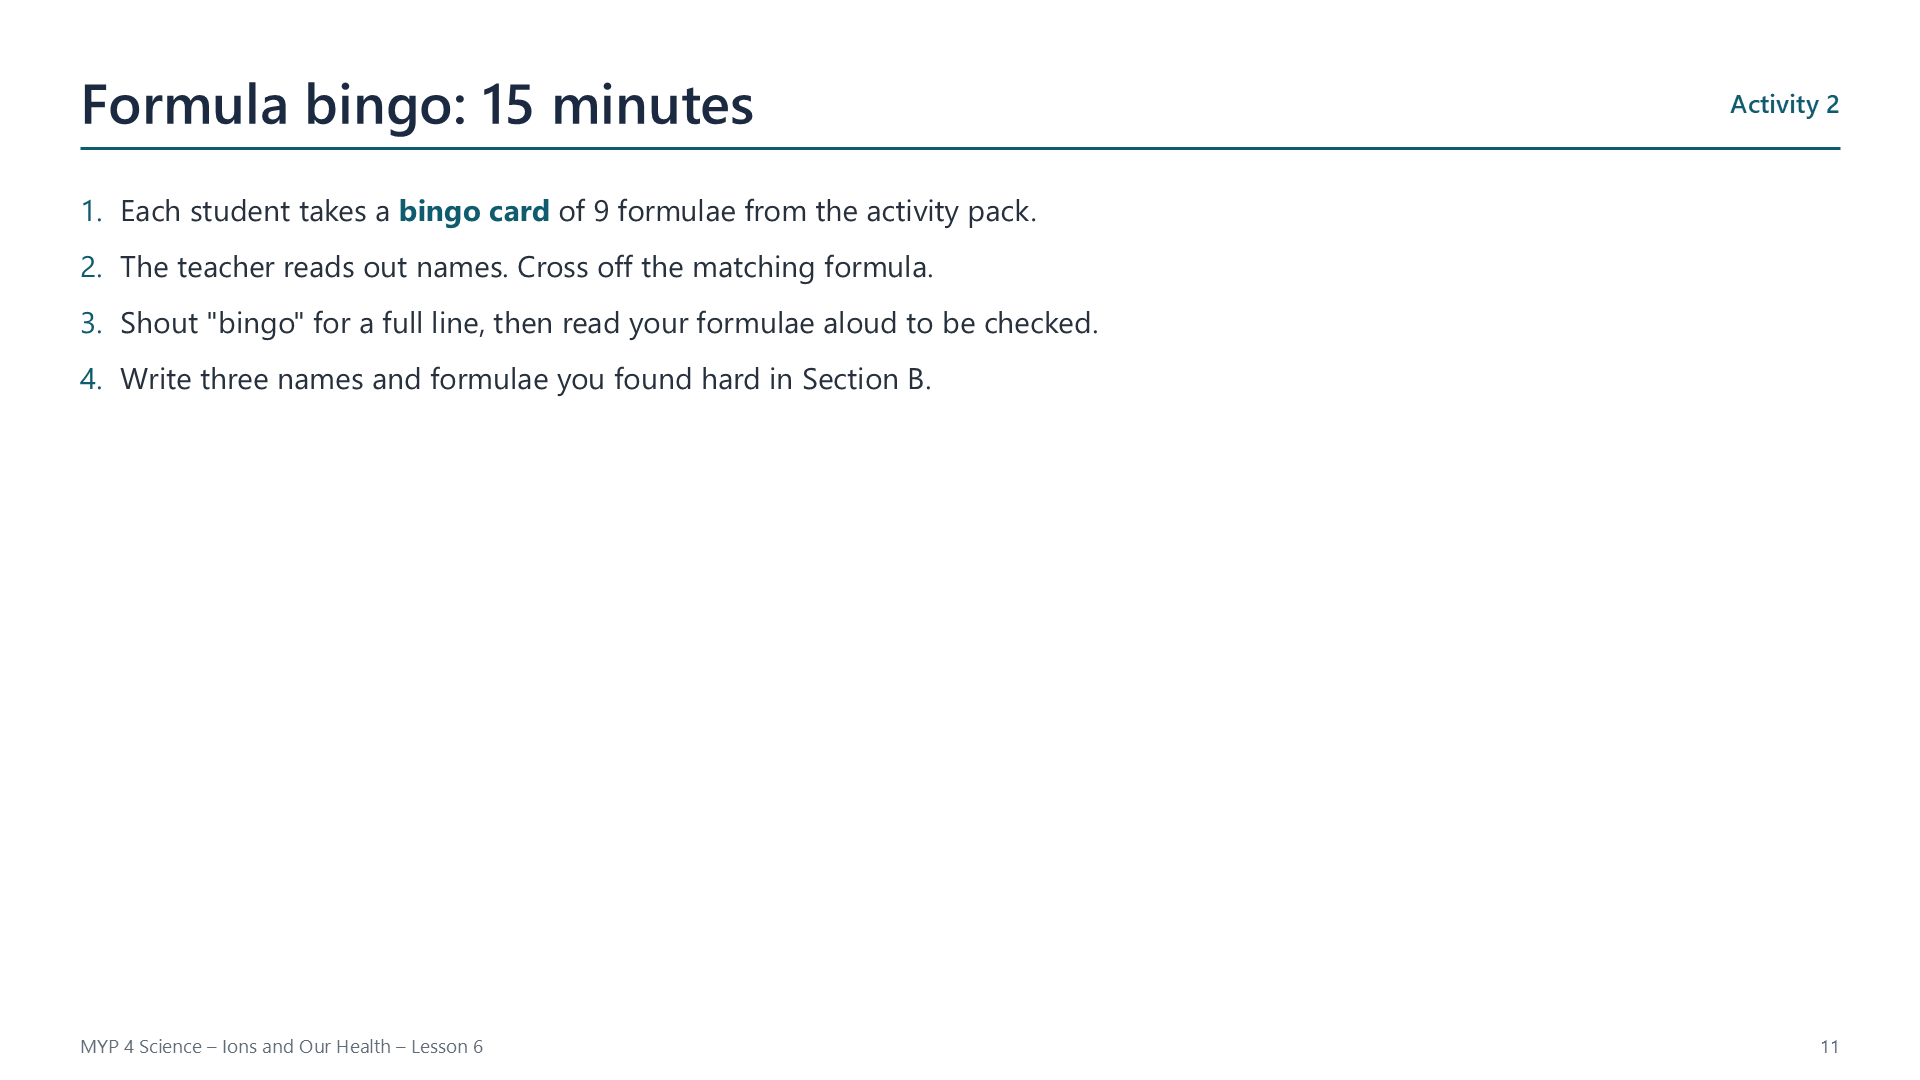 Formula bingo: 15 minutes
Activity 2
1. Each student takes a bingo card of 9 formulae from the activity pack.
2. The teacher reads out names. Cross off the matching formula.
3. Shout "bingo" for a full line, then read your formulae aloud to be checked.
4. Write three names and formulae you found hard in Section B.
MYP 4 Science – Ions and Our Health – Lesson 6
11